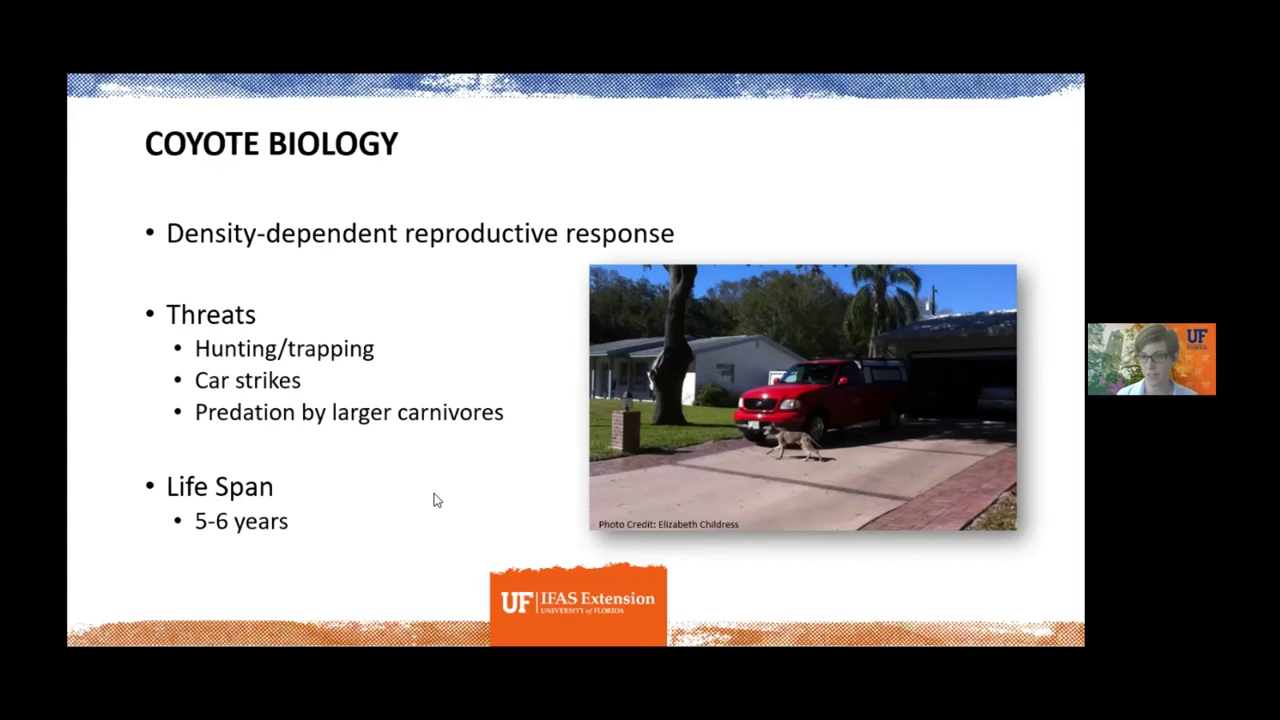 COYOTE BIOLOGY
• Density-dependent reproductive response
• Threats
• Hunting/trapping
• Car strikes
• Predation by larger carnivores
• Life Span
• 5-6 years
Photo Credit: Elizabeth Childress
UF | IFAS Extension
UNIVERSITY of FLORIDA
UF